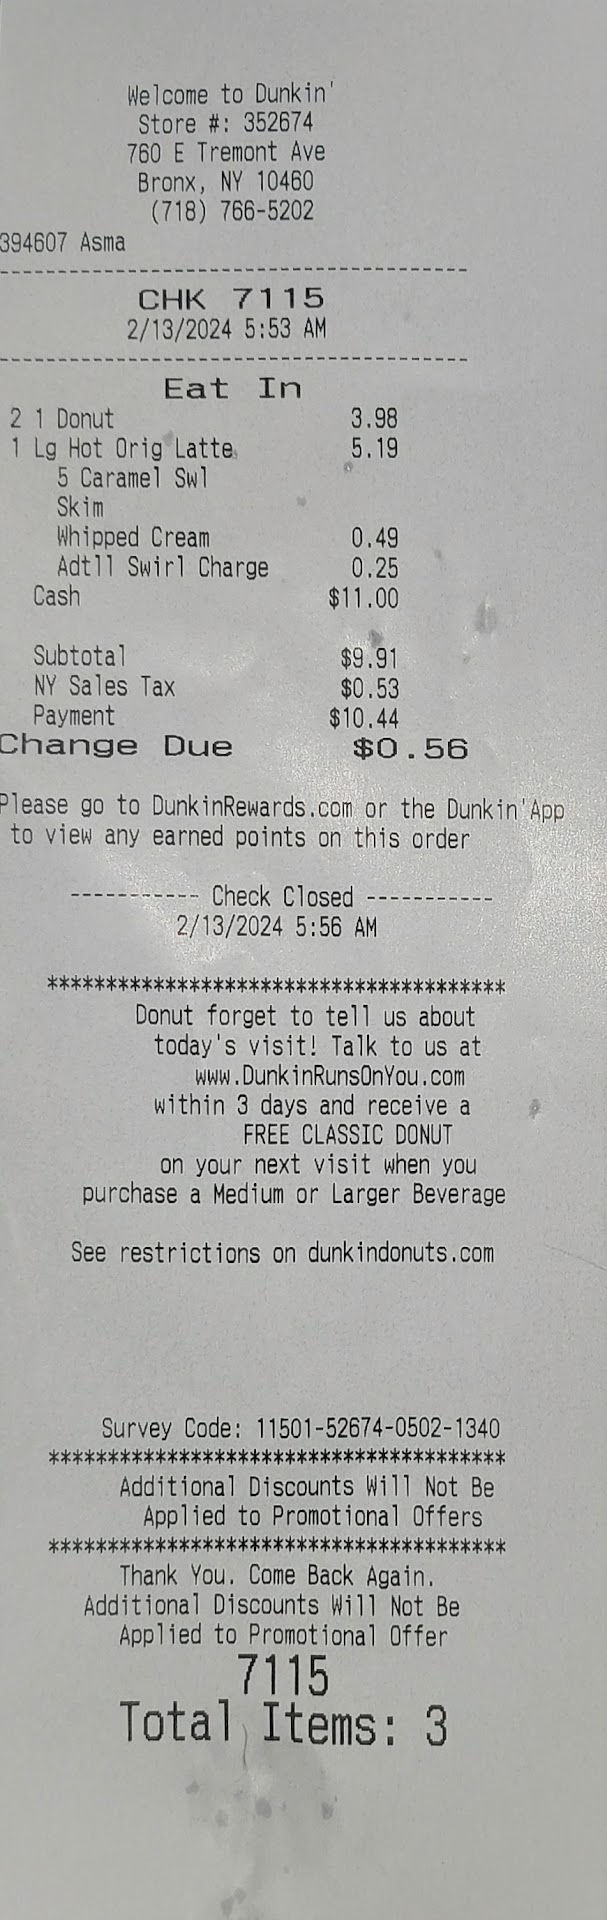 Welcome to Dunkin'
Store #: 352674
760 E Tremont Ave
Bronx, NY 10460
(718) 766-5202
394607 Asma
----------------------------------------
CHK 7115
2/13/2024 5:53 AM
----------------------------------------
Eat In
2 1 Donut 3.98
1 Lg Hot Orig Latte 5.19
5 Caramel Swl
Skim
Whipped Cream 0.49
Adtll Swirl Charge 0.25
Cash $11.00
Subtotal $9.91
NY Sales Tax $0.53
Payment $10.44
Change Due $0.56
Please go to DunkinRewards.com or the Dunkin'App
to view any earned points on this order
----------- Check Closed -----------
2/13/2024 5:56 AM
***************************************
Donut forget to tell us about
today's visit! Talk to us at
www.DunkinRunsOnYou.com
within 3 days and receive a
FREE CLASSIC DONUT
on your next visit when you
purchase a Medium or Larger Beverage
See restrictions on dunkindonuts.com
Survey Code: 11501-52674-0502-1340
***************************************
Additional Discounts Will Not Be
Applied to Promotional Offers
***************************************
Thank You. Come Back Again.
Additional Discounts Will Not Be
Applied to Promotional Offer
7115
Total Items: 3